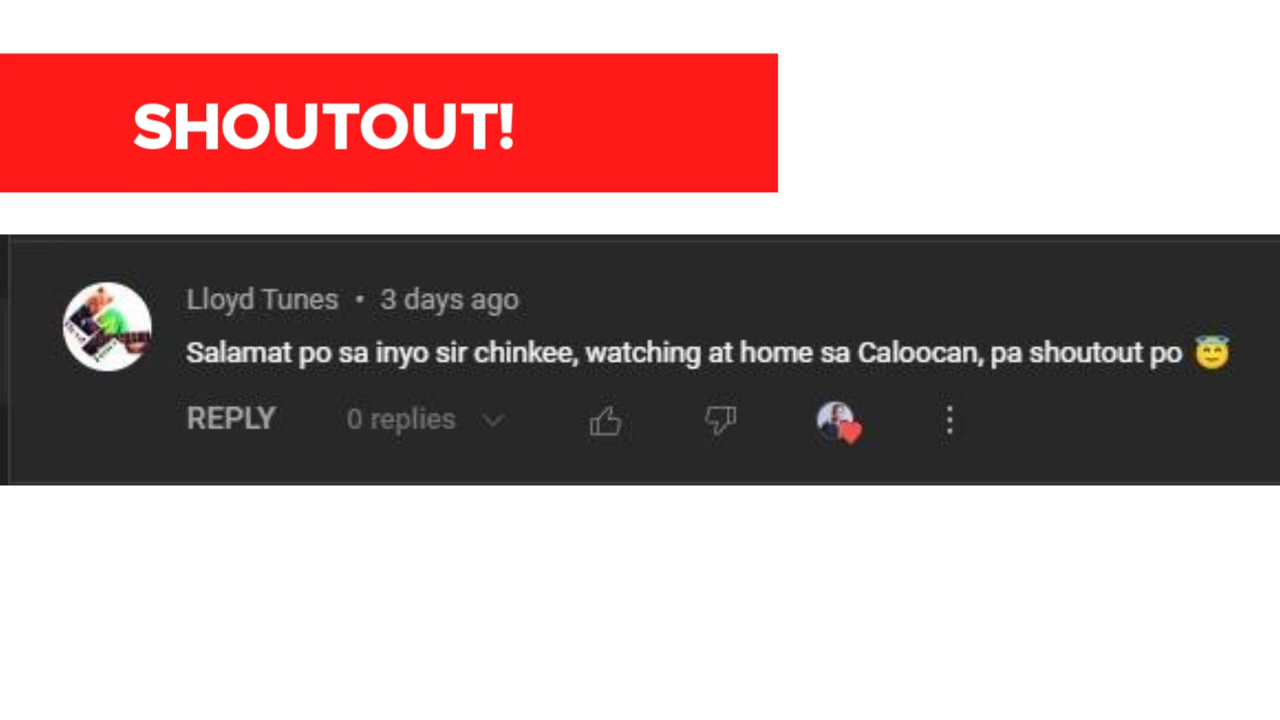 SHOUTOUT!
Lloyd Tunes • 3 days ago
Salamat po sa inyo sir chinkee, watching at home sa Caloocan, pa shoutout po 😇
REPLY 0 replies